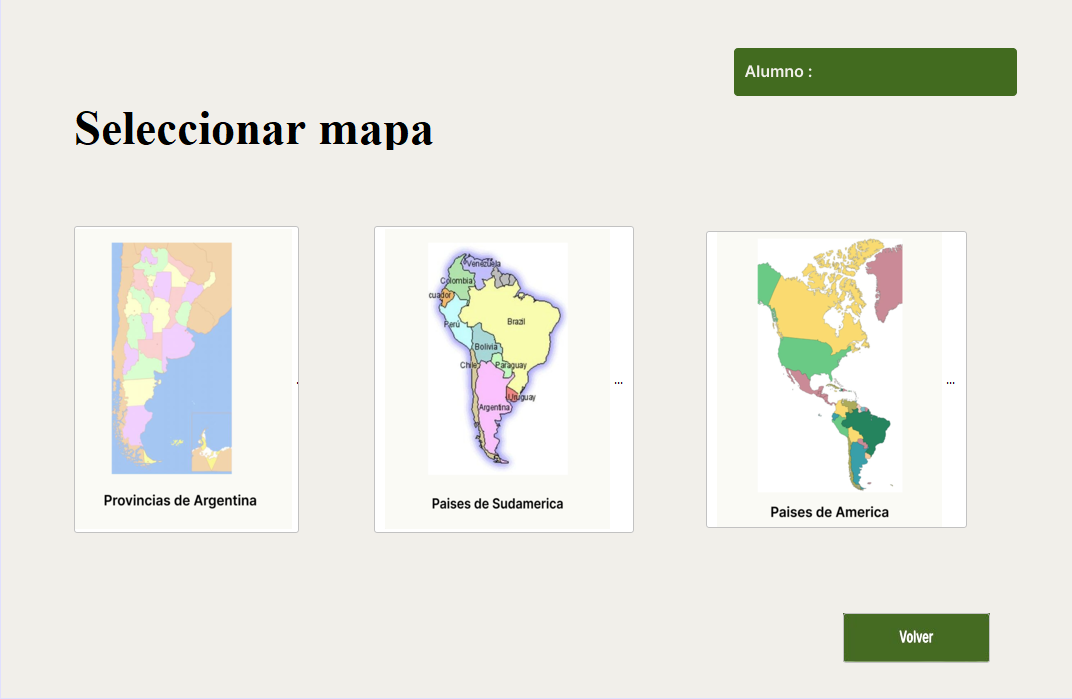 Alumno :
Seleccionar mapa
Venezuela
Colombia
cuador
Perú
Brazil
Bolivia
Chile
Paraguay
Uruguay
Argentina
...
...
Provincias de Argentina
Paises de Sudamerica
Paises de America
Volver